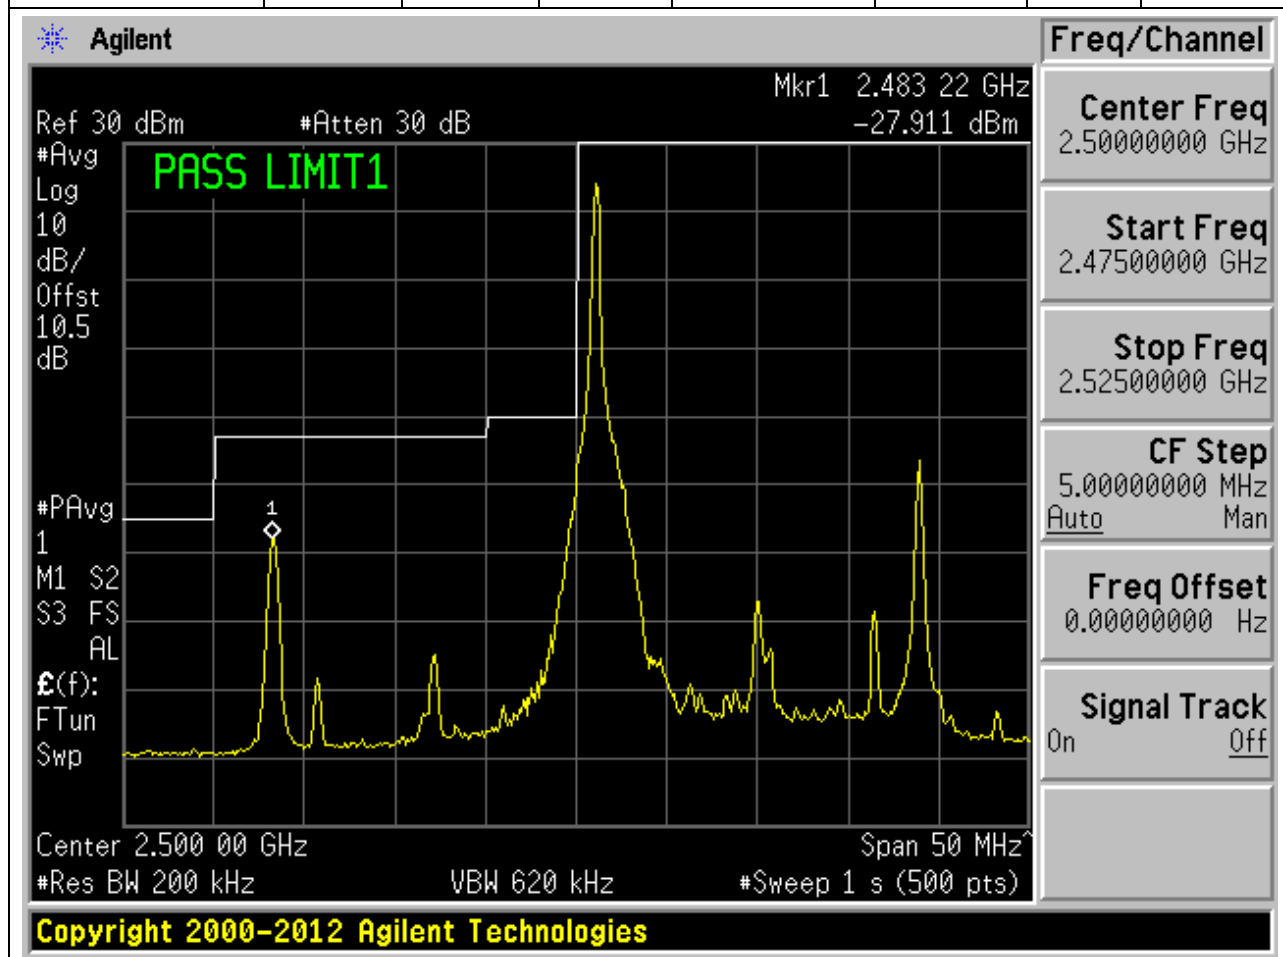 Agilent
Freq/Channel
Mkr1 2.483 22 GHz
Ref 30 dBm #Atten 30 dB -27.911 dBm
#Avg
Log
10
dB/
Offst
10.5
dB
PASS LIMIT1
#PAvg
1
M1 S2
S3 FS
AL
£(f):
FTun
Swp
1
Center 2.500 00 GHz Span 50 MHz^
#Res BW 200 kHz VBW 620 kHz #Sweep 1 s (500 pts)
Center Freq
2.50000000 GHz
Start Freq
2.47500000 GHz
Stop Freq
2.52500000 GHz
CF Step
5.00000000 MHz
Auto Man
Freq Offset
0.00000000 Hz
Signal Track
On Off
Copyright 2000-2012 Agilent Technologies